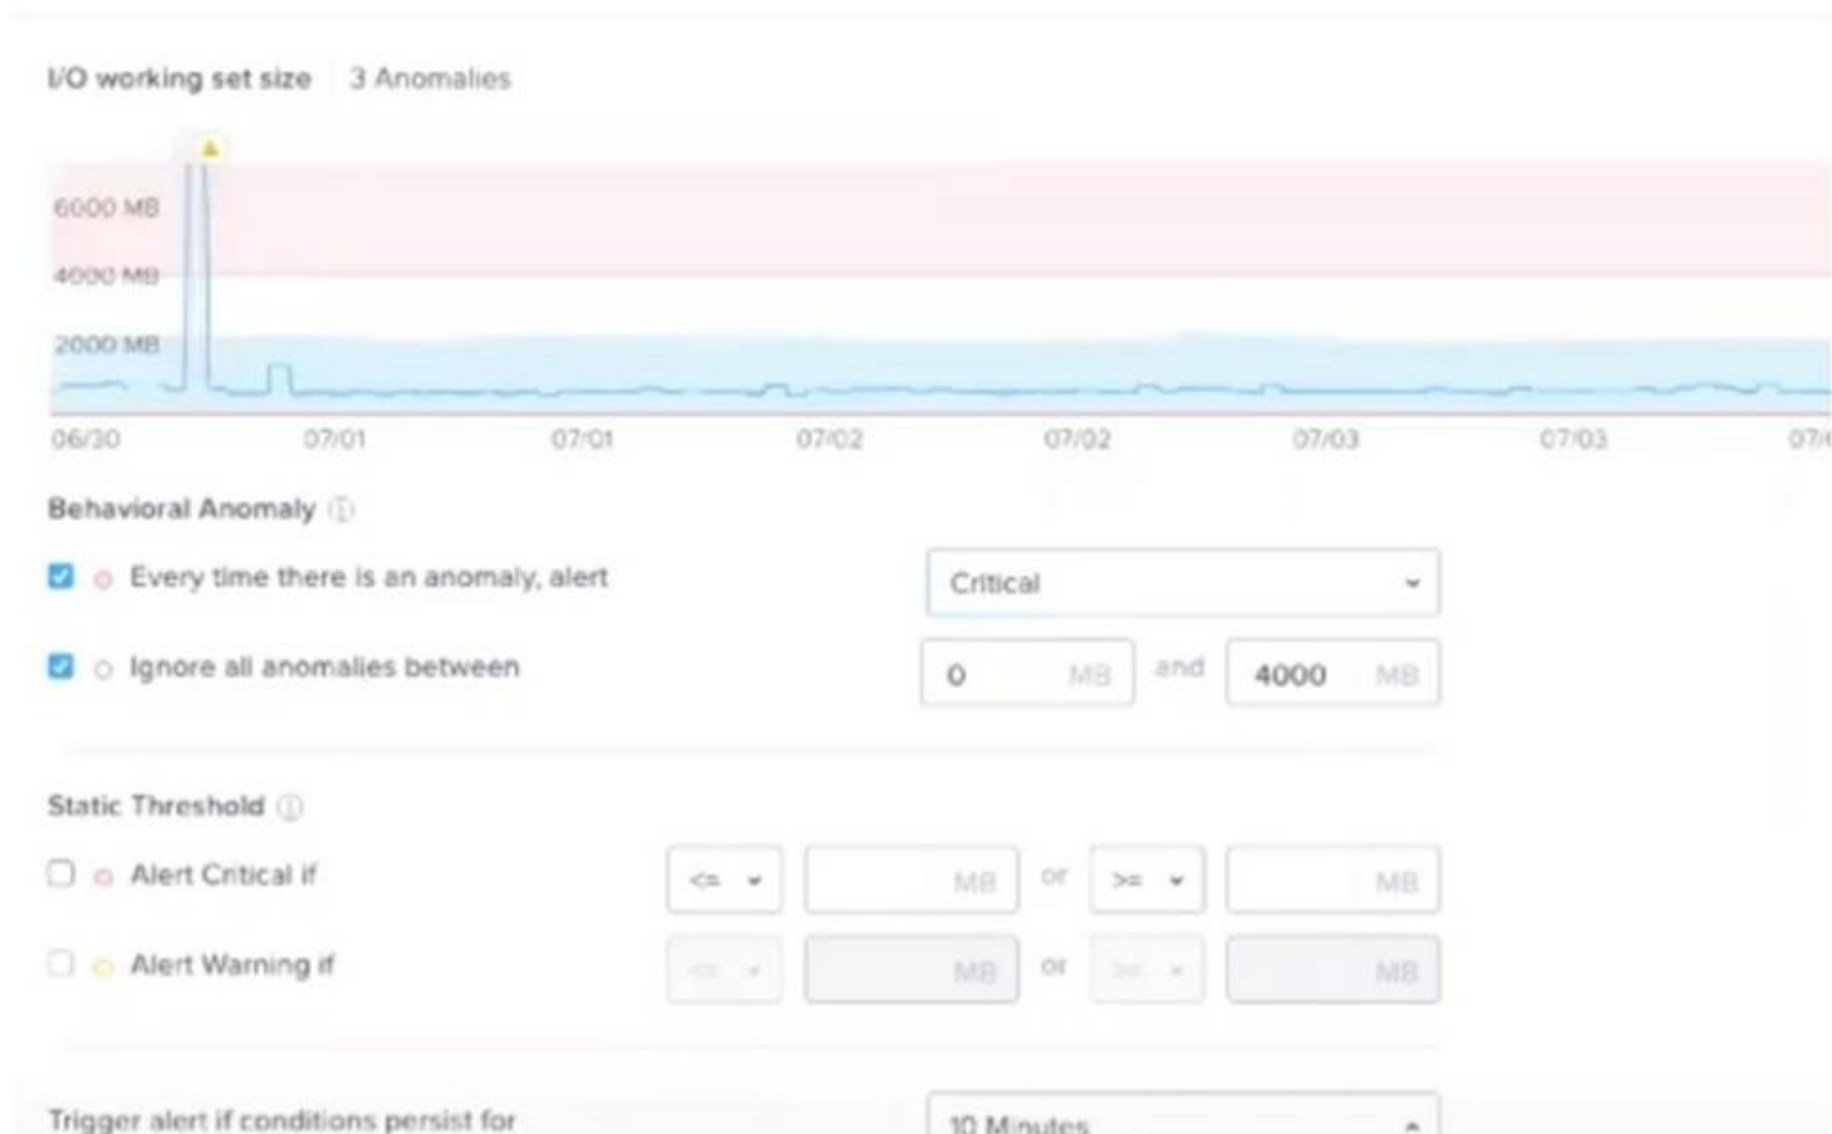 I/O working set size 3 Anomalies
6000 MB
4000 MB
2000 MB
06/30 07/01 07/01 07/02 07/02 07/03 07/03
Behavioral Anomaly
Every time there is an anomaly, alert Critical
Ignore all anomalies between 0 MB and 4000 MB
Static Threshold
Alert Critical if <= MB or >= MB
Alert Warning if <= MB or >= MB
Trigger alert if conditions persist for 10 Minutes